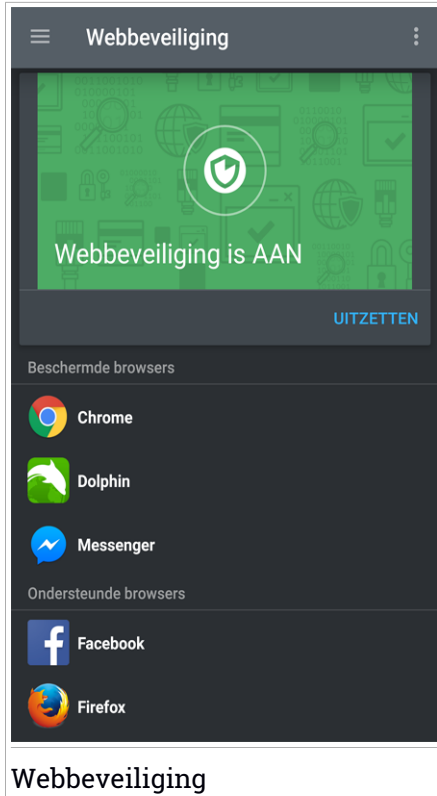 Webbeveiliging
Webbeveiliging is AAN
UITZETTEN
Beschermde browsers
Chrome
Dolphin
Messenger
Ondersteunde browsers
Facebook
Firefox
Webbeveiliging